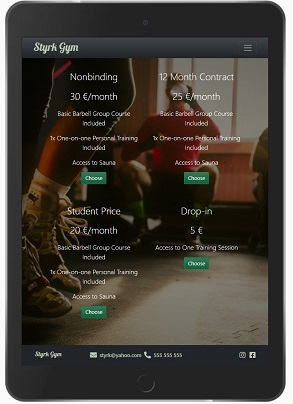 Styrk Gym
Nonbinding
30 €/month
Basic Barbell Group Course
Included
1x One-on-one Personal Training
Included
Access to Sauna
Choose
12 Month Contract
25 €/month
Basic Barbell Group Course
Included
1x One-on-one Personal Training
Included
Access to Sauna
Choose
Student Price
20 €/month
Basic Barbell Group Course
Included
1x One-on-one Personal Training
Included
Access to Sauna
Choose
Drop-in
5 €
Access to One Training Session
Choose
Styrk Gym
styrk@yahoo.com 555 555 555